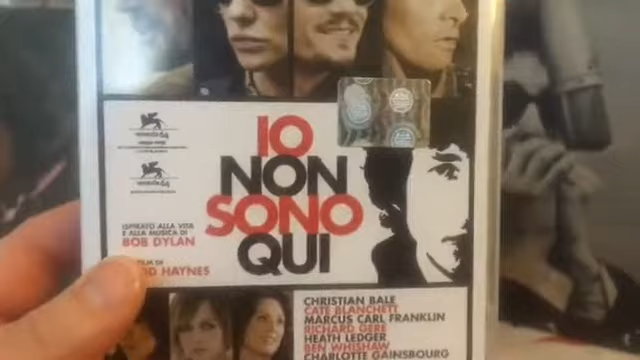 IO
NON
SONO
QUI
ISPIRATO ALLA VITA
E ALLA MUSICA DI
BOB DYLAN
HAYNES
CHRISTIAN BALE
CATE BLANCHETT
MARCUS CARL FRANKLIN
RICHARD GERE
HEATH LEDGER
BEN WHISHAW
CHARLOTTE GAINSBOURG